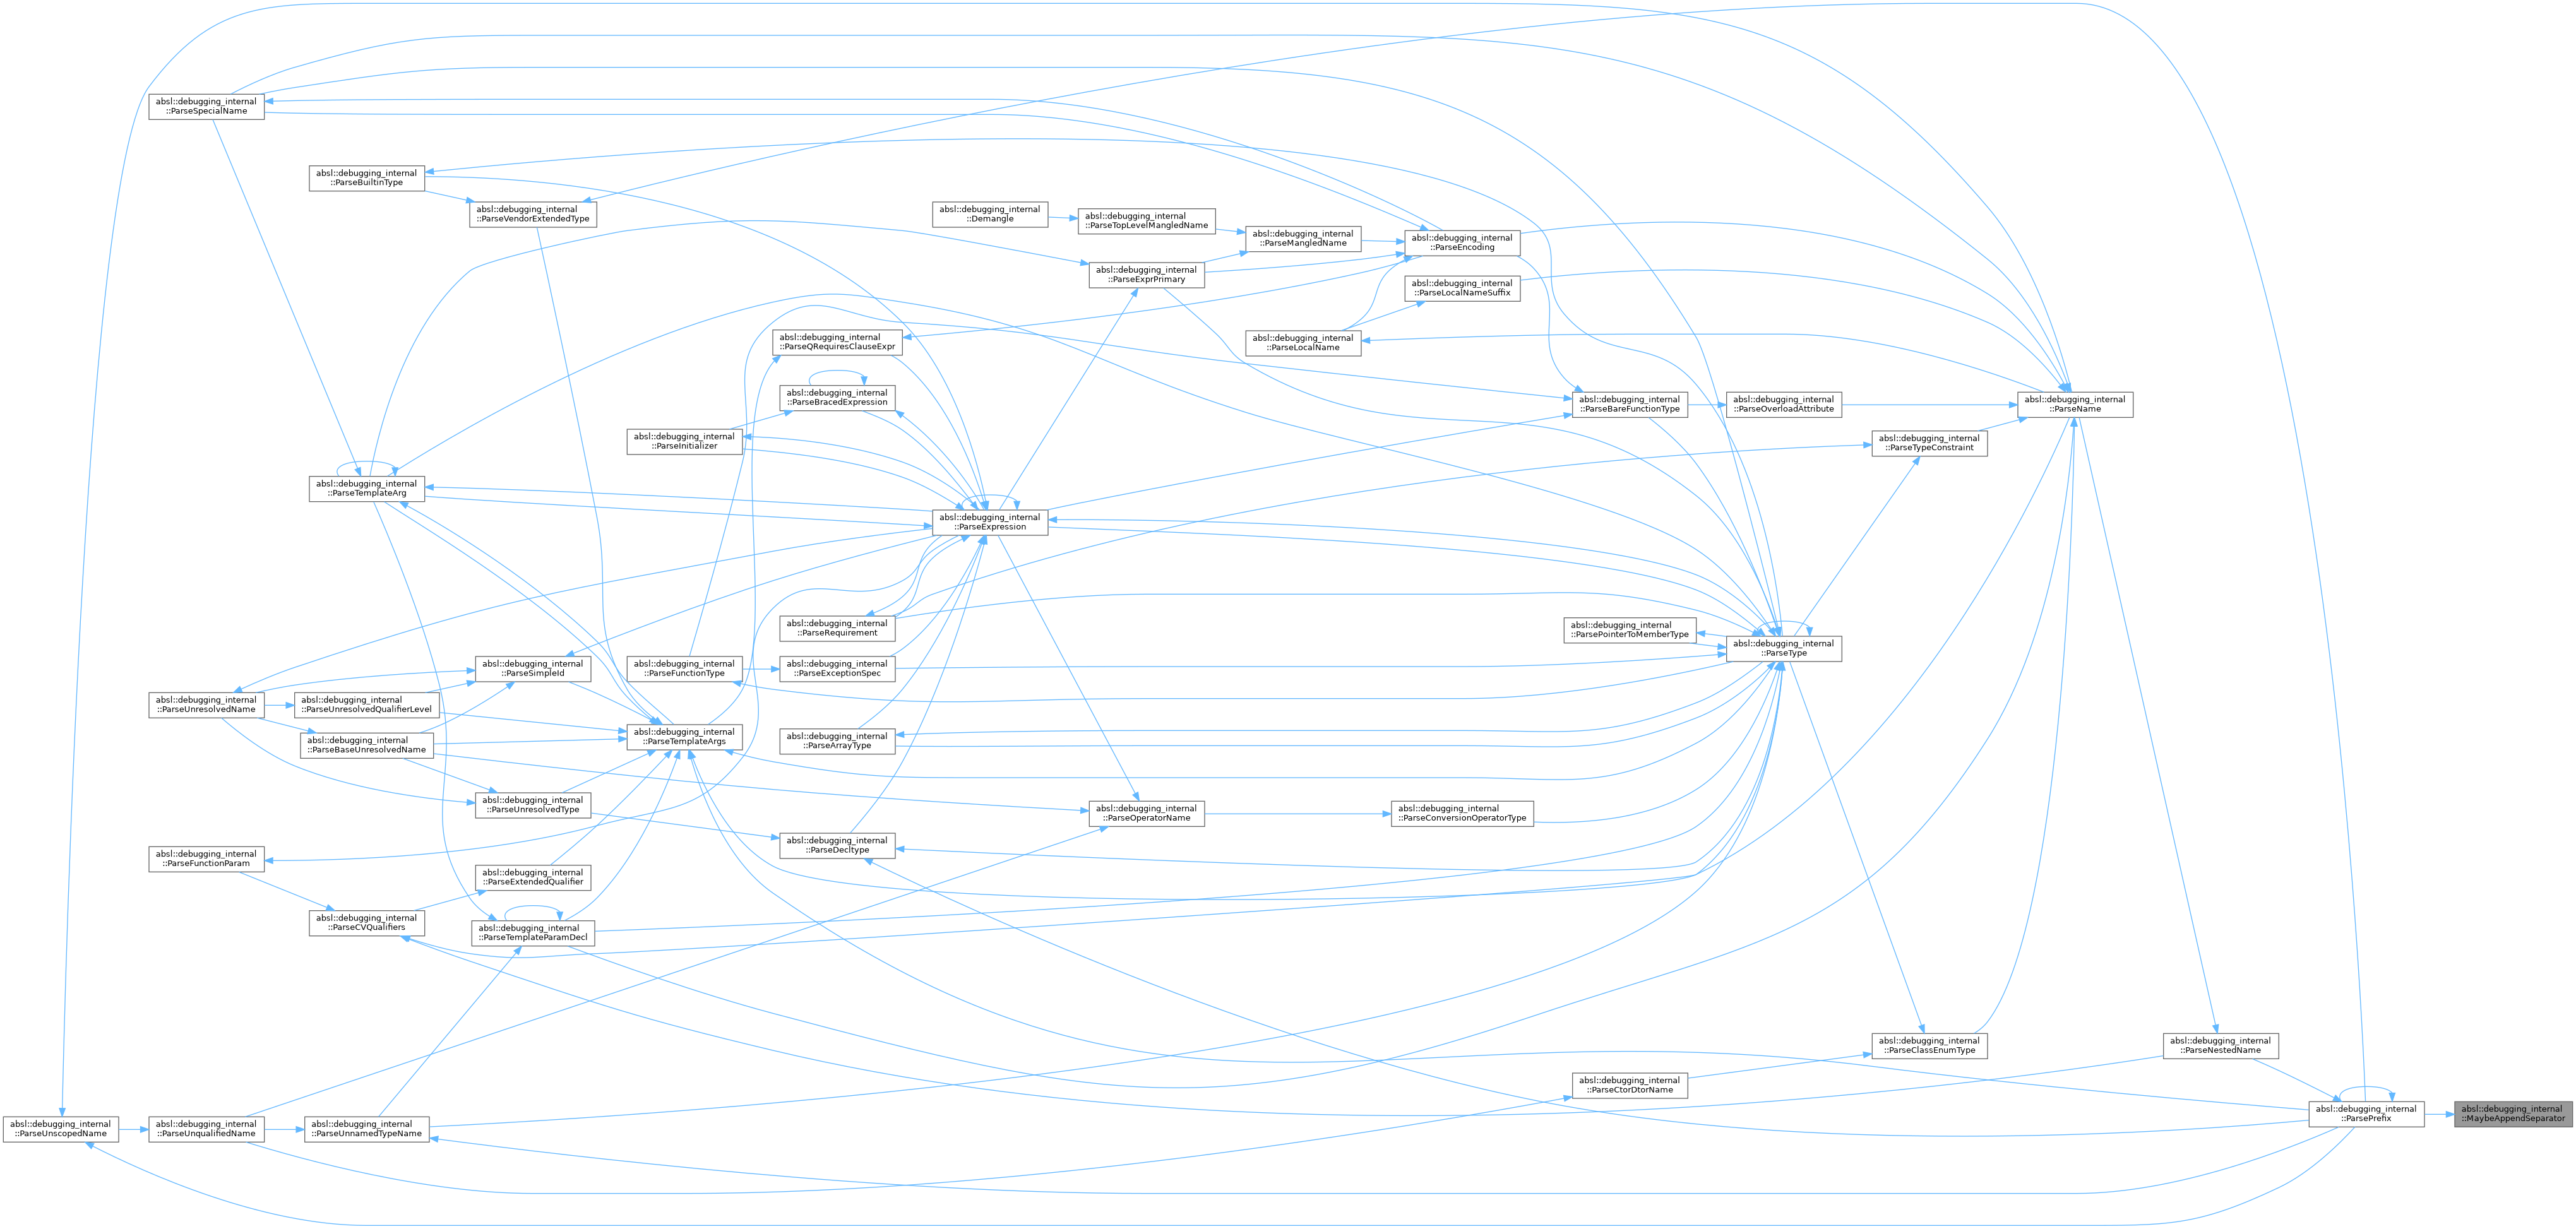 absl::debugging_internal
::ParseSpecialName
absl::debugging_internal
::ParseBuiltinType
absl::debugging_internal
::ParseVendorExtendedType
absl::debugging_internal
::Demangle
absl::debugging_internal
::ParseTopLevelMangledName
absl::debugging_internal
::ParseMangledName
absl::debugging_internal
::ParseEncoding
absl::debugging_internal
::ParseExprPrimary
absl::debugging_internal
::ParseLocalNameSuffix
absl::debugging_internal
::ParseQRequiresClauseExpr
absl::debugging_internal
::ParseLocalName
absl::debugging_internal
::ParseBracedExpression
absl::debugging_internal
::ParseBareFunctionType
absl::debugging_internal
::ParseOverloadAttribute
absl::debugging_internal
::ParseName
absl::debugging_internal
::ParseInitializer
absl::debugging_internal
::ParseTypeConstraint
absl::debugging_internal
::ParseTemplateArg
absl::debugging_internal
::ParseExpression
absl::debugging_internal
::ParseRequirement
absl::debugging_internal
::ParsePointerToMemberType
absl::debugging_internal
::ParseType
absl::debugging_internal
::ParseSimpleId
absl::debugging_internal
::ParseFunctionType
absl::debugging_internal
::ParseExceptionSpec
absl::debugging_internal
::ParseUnresolvedName
absl::debugging_internal
::ParseUnresolvedQualifierLevel
absl::debugging_internal
::ParseBaseUnresolvedName
absl::debugging_internal
::ParseTemplateArgs
absl::debugging_internal
::ParseArrayType
absl::debugging_internal
::ParseUnresolvedType
absl::debugging_internal
::ParseOperatorName
absl::debugging_internal
::ParseConversionOperatorType
absl::debugging_internal
::ParseDecltype
absl::debugging_internal
::ParseFunctionParam
absl::debugging_internal
::ParseExtendedQualifier
absl::debugging_internal
::ParseCVQualifiers
absl::debugging_internal
::ParseTemplateParamDecl
absl::debugging_internal
::ParseClassEnumType
absl::debugging_internal
::ParseNestedName
absl::debugging_internal
::ParseCtorDtorName
absl::debugging_internal
::ParseUnscopedName
absl::debugging_internal
::ParseUnqualifiedName
absl::debugging_internal
::ParseUnnamedTypeName
absl::debugging_internal
::ParsePrefix
absl::debugging_internal
::MaybeAppendSeparator